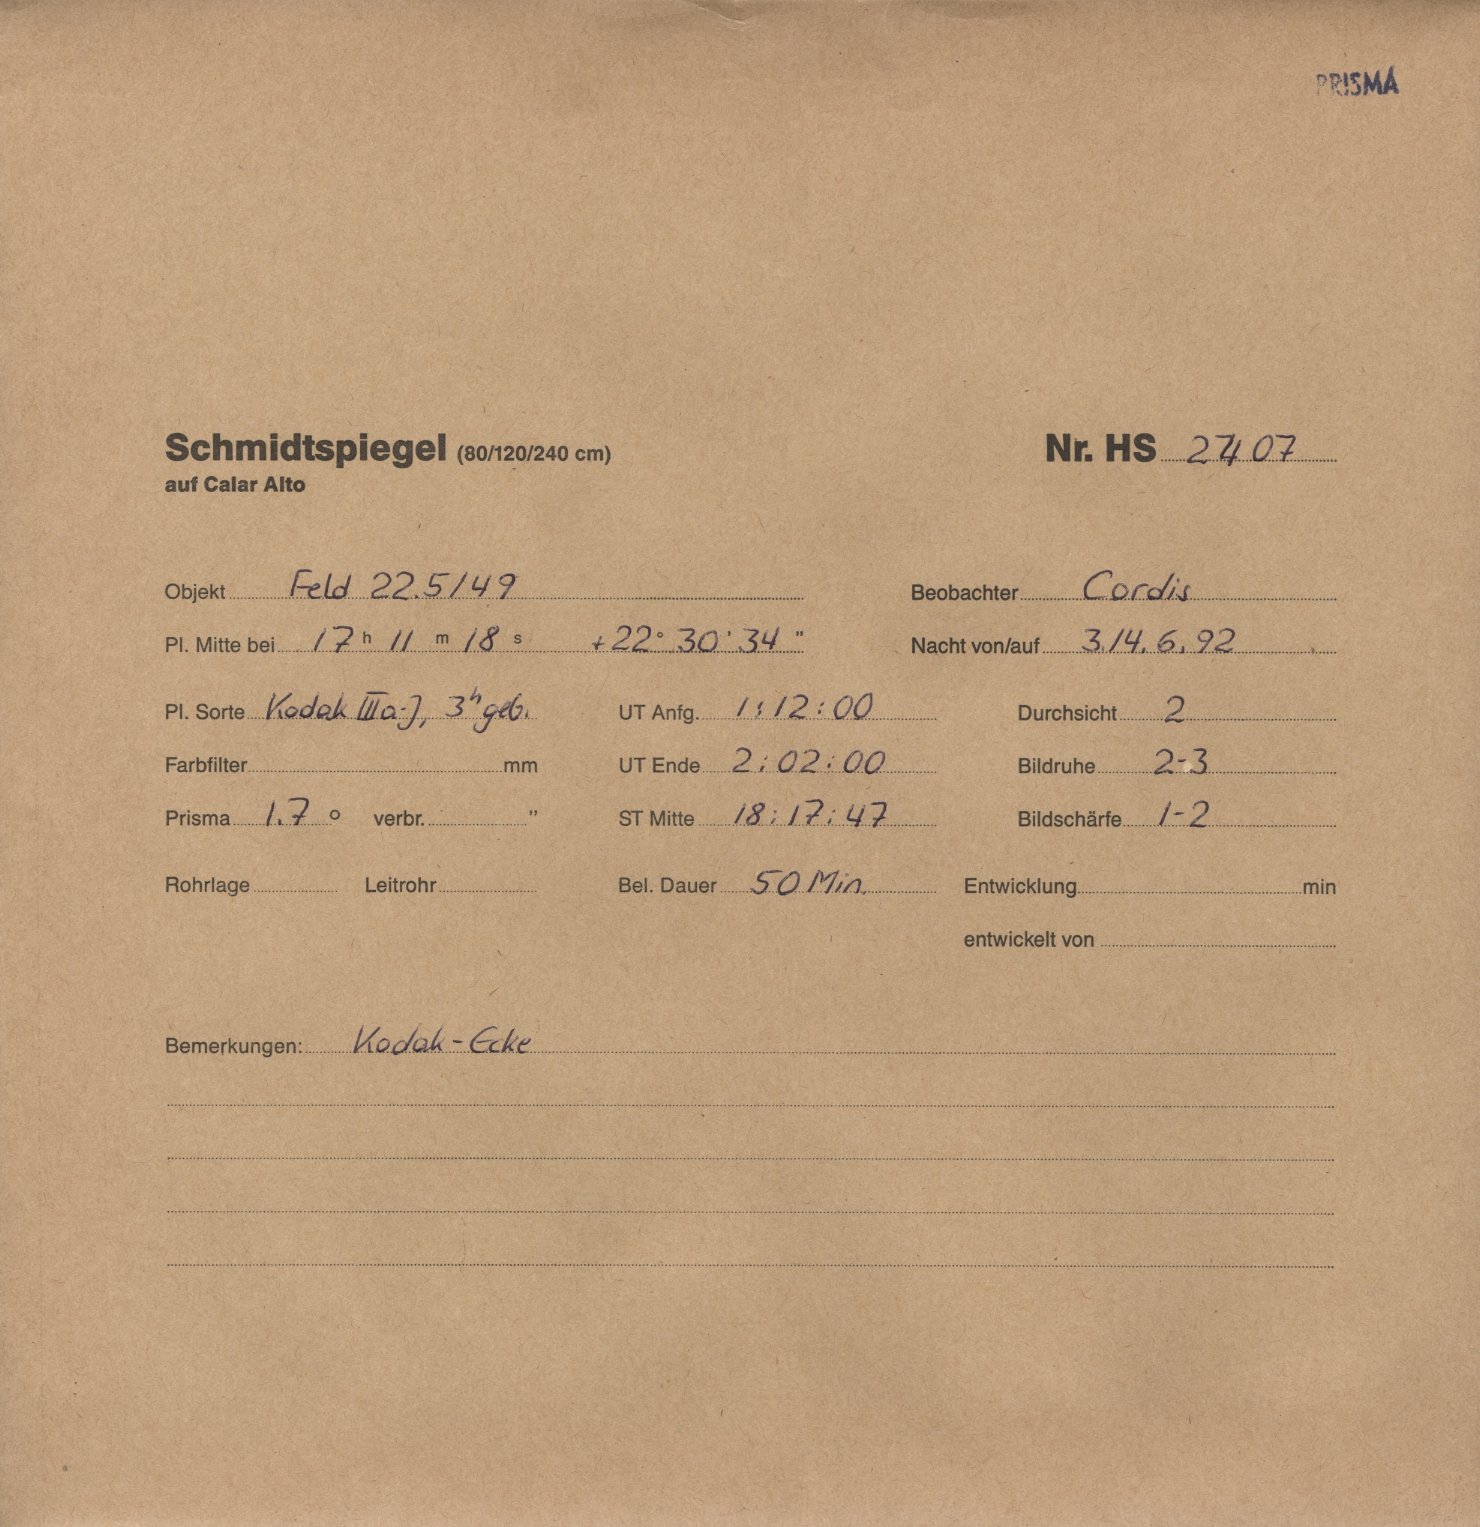 PRISMA
Schmidtspiegel (80/120/240 cm) Nr. HS 2407
auf Calar Alto
Objekt Feld 22.5/49 Beobachter Cordis
Pl. Mitte bei 17 h 11 m 18 s +22° 30' 34" Nacht von/auf 3./4. 6. 92
Pl. Sorte Kodak IIIa-J, 3h geb. UT Anfg. 1:12:00 Durchsicht 2
Farbfilter mm UT Ende 2:02:00 Bildruhe 2-3
Prisma 1.7 ° verbr. " ST Mitte 18:17:47 Bildschärfe 1-2
Rohrlage Leitrohr Bel. Dauer 50 Min. Entwicklung min
entwickelt von
Bemerkungen: Kodak-Ecke